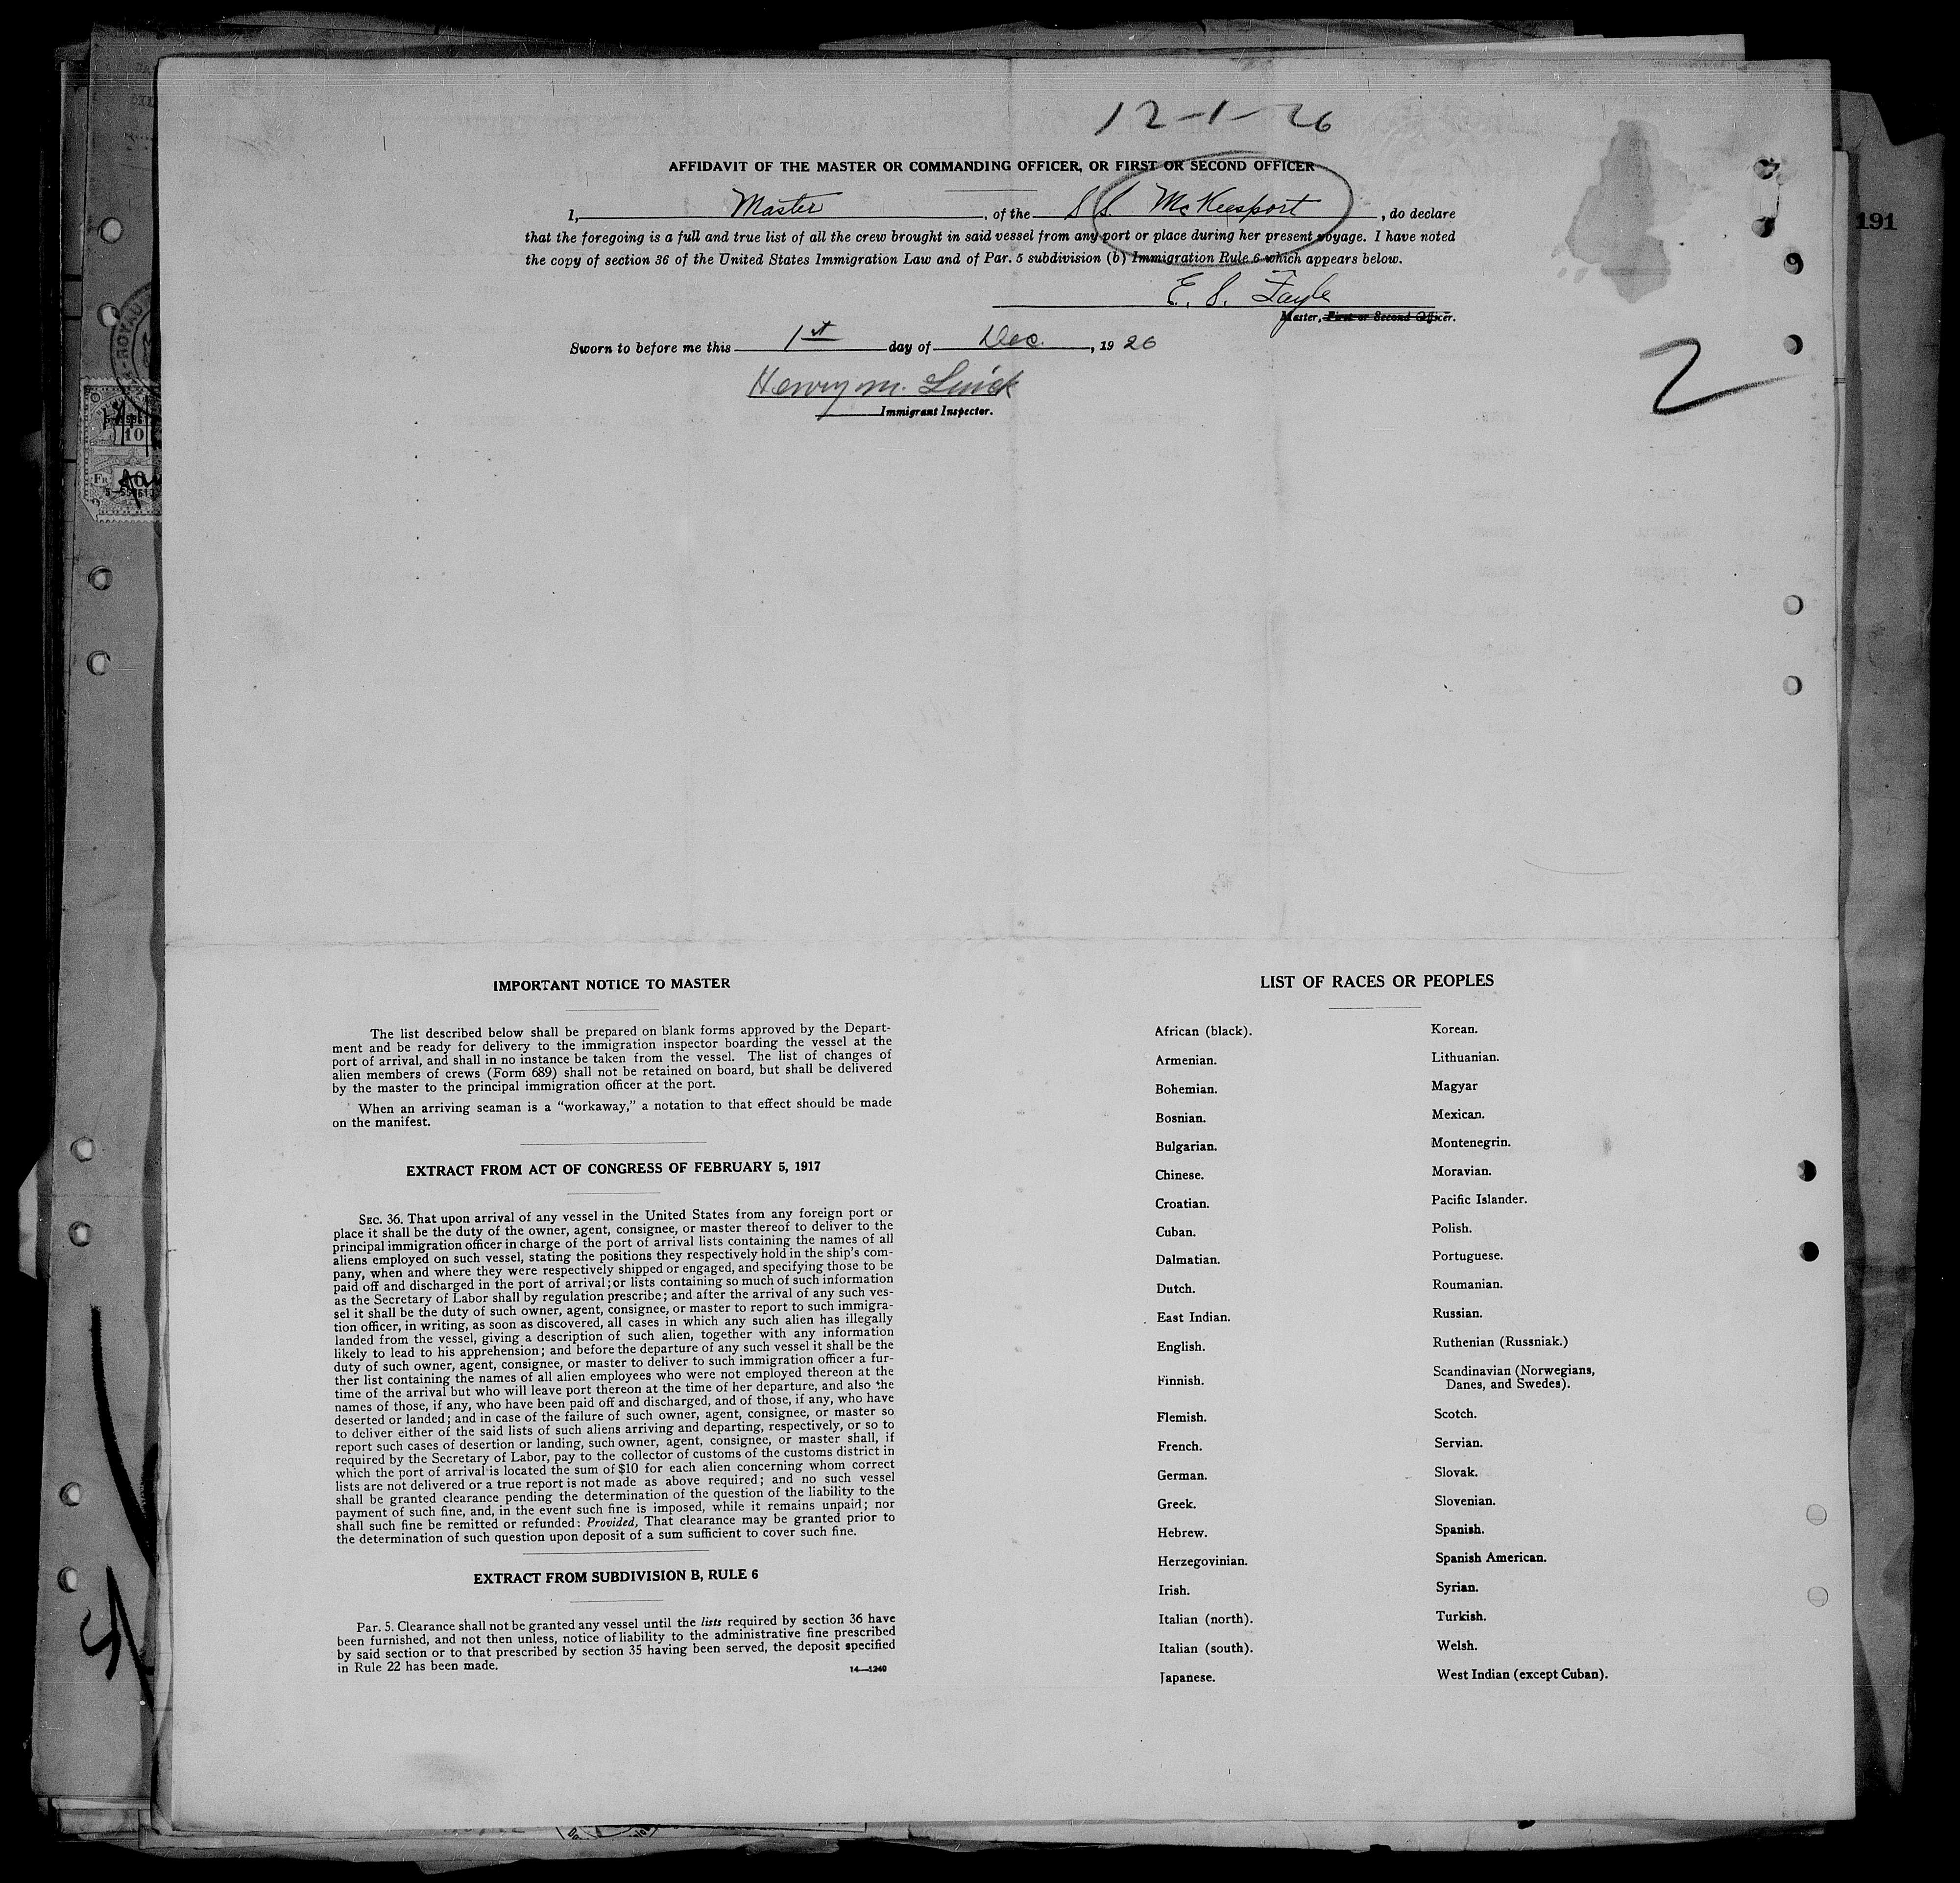 12-1-26
AFFIDAVIT OF THE MASTER OR COMMANDING OFFICER, OR FIRST OR SECOND OFFICER
I, Master, of the S.S. McKeesport, do declare
that the foregoing is a full and true list of all the crew brought in said vessel from any port or place during her present voyage. I have noted
the copy of section 36 of the United States Immigration Law and of Par. 5 subdivision (b) Immigration Rule 6 which appears below.
E. S.
Master, First or Second Officer.
Sworn to before me this 1st day of Dec., 1926
Henry M.
Immigrant Inspector.
2
191
IMPORTANT NOTICE TO MASTER
The list described below shall be prepared on blank forms approved by the Depart-
ment and be ready for delivery to the immigration inspector boarding the vessel at the
port of arrival, and shall in no instance be taken from the vessel. The list of changes of
alien members of crews (Form 689) shall not be retained on board, but shall be delivered
by the master to the principal immigration officer at the port.
When an arriving seaman is a “workaway,” a notation to that effect should be made
on the manifest.
EXTRACT FROM ACT OF CONGRESS OF FEBRUARY 5, 1917
SEC. 36. That upon arrival of any vessel in the United States from any foreign port or
place it shall be the duty of the owner, agent, consignee, or master thereof to deliver to the
principal immigration officer in charge of the port of arrival lists containing the names of all
aliens employed on such vessel, stating the positions they respectively hold in the ship's com-
pany, when and where they were respectively shipped or engaged, and specifying those to be
paid off and discharged in the port of arrival; or lists containing so much of such information
as the Secretary of Labor shall by regulation prescribe; and after the arrival of any such ves-
sel it shall be the duty of such owner, agent, consignee, or master to report to such immigra-
tion officer, in writing, as soon as discovered, all cases in which any such alien has illegally
landed from the vessel, giving a description of such alien, together with any information
likely to lead to his apprehension; and before the departure of any such vessel it shall be the
duty of such owner, agent, consignee, or master to deliver to such immigration officer a fur-
ther list containing the names of all alien employees who were not employed thereon at the
time of the arrival but who will leave port thereon at the time of her departure, and also the
names of those, if any, who have been paid off and discharged, and of those, if any, who have
deserted or landed; and in case of the failure of such owner, agent, consignee, or master so
to deliver either of the said lists of such aliens arriving and departing, respectively, or so to
report such cases of desertion or landing, such owner, agent, consignee, or master shall, if
required by the Secretary of Labor, pay to the collector of customs of the customs district in
which the port of arrival is located the sum of $10 for each alien concerning whom correct
lists are not delivered or a true report is not made as above required; and no such vessel
shall be granted clearance pending the determination of the question of the liability to the
payment of such fine, and, in the event such fine is imposed, while it remains unpaid; nor
shall such fine be remitted or refunded: Provided, That clearance may be granted prior to
the determination of such question upon deposit of a sum sufficient to cover such fine.
EXTRACT FROM SUBDIVISION B, RULE 6
Par. 5. Clearance shall not be granted any vessel until the lists required by section 36 have
been furnished, and not then unless, notice of liability to the administrative fine prescribed
by said section or to that prescribed by section 35 having been served, the deposit specified
in Rule 22 has been made.
14—1240
LIST OF RACES OR PEOPLES
African (black).
Armenian.
Bohemian.
Bosnian.
Bulgarian.
Chinese.
Croatian.
Cuban.
Dalmatian.
Dutch.
East Indian.
English.
Finnish.
Flemish.
French.
German.
Greek.
Hebrew.
Herzegovinian.
Irish.
Italian (north).
Italian (south).
Japanese.
Korean.
Lithuanian.
Magyar
Mexican.
Montenegrin.
Moravian.
Pacific Islander.
Polish.
Portuguese.
Roumanian.
Russian.
Ruthenian (Russniak.)
Scandinavian (Norwegians,
Danes, and Swedes).
Scotch.
Servian.
Slovak.
Slovenian.
Spanish.
Spanish American.
Syrian.
Turkish.
Welsh.
West Indian (except Cuban).